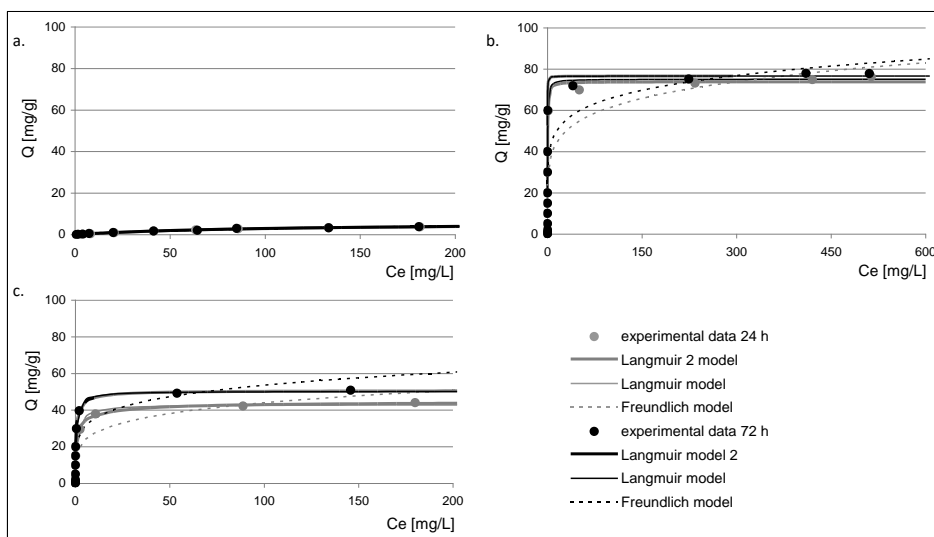 a.
100
80
60
40
20
0
Q [mg/g]
0 50 100 150 200
Ce [mg/L]
b.
100
80
60
40
20
0
Q [mg/g]
0 150 300 450 600
Ce [mg/L]
c.
100
80
60
40
20
0
Q [mg/g]
0 50 100 150 200
Ce [mg/L]
experimental data 24 h
Langmuir 2 model
Langmuir model
Freundlich model
experimental data 72 h
Langmuir model 2
Langmuir model
Freundlich model